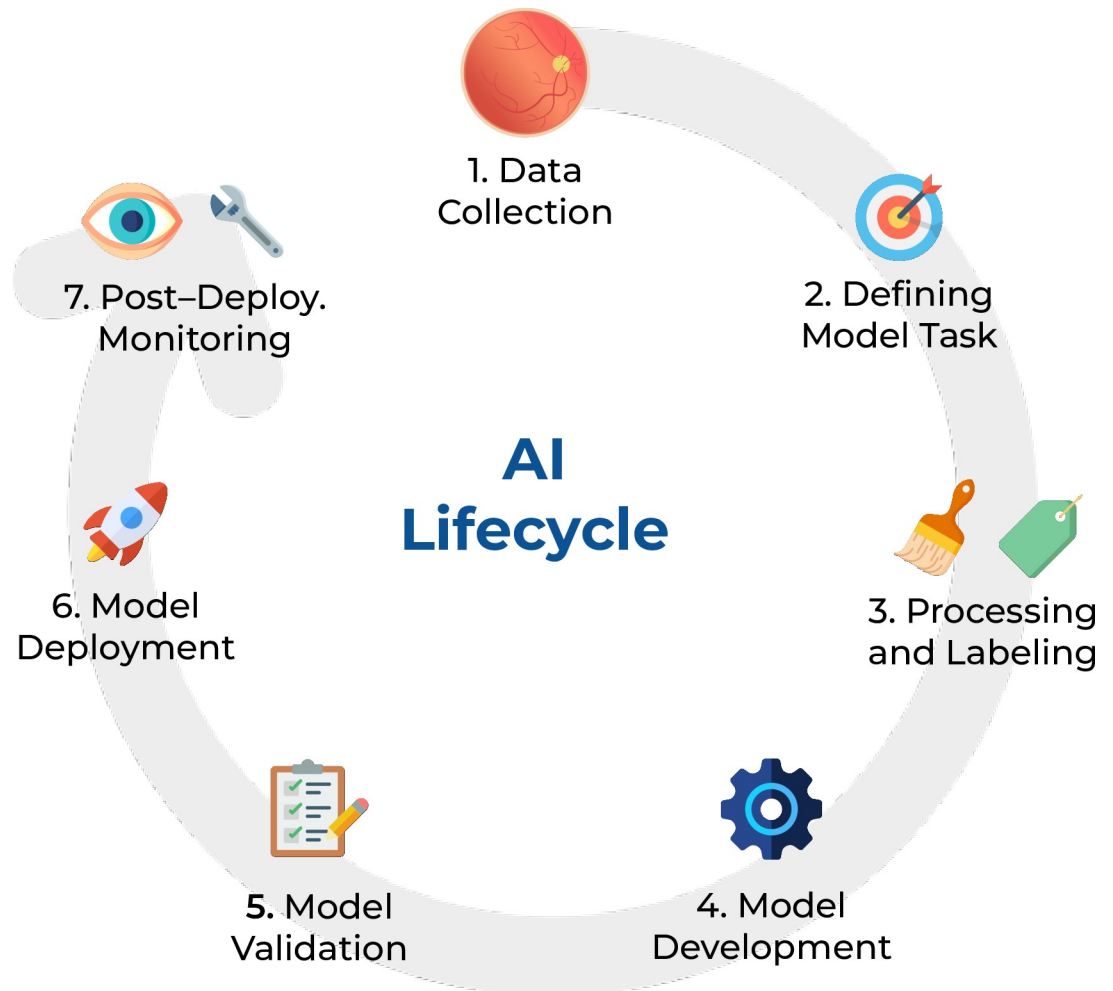 1. Data
Collection
2. Defining
Model Task
3. Processing
and Labeling
4. Model
Development
5. Model
Validation
6. Model
Deployment
7. Post–Deploy.
Monitoring
AI
Lifecycle